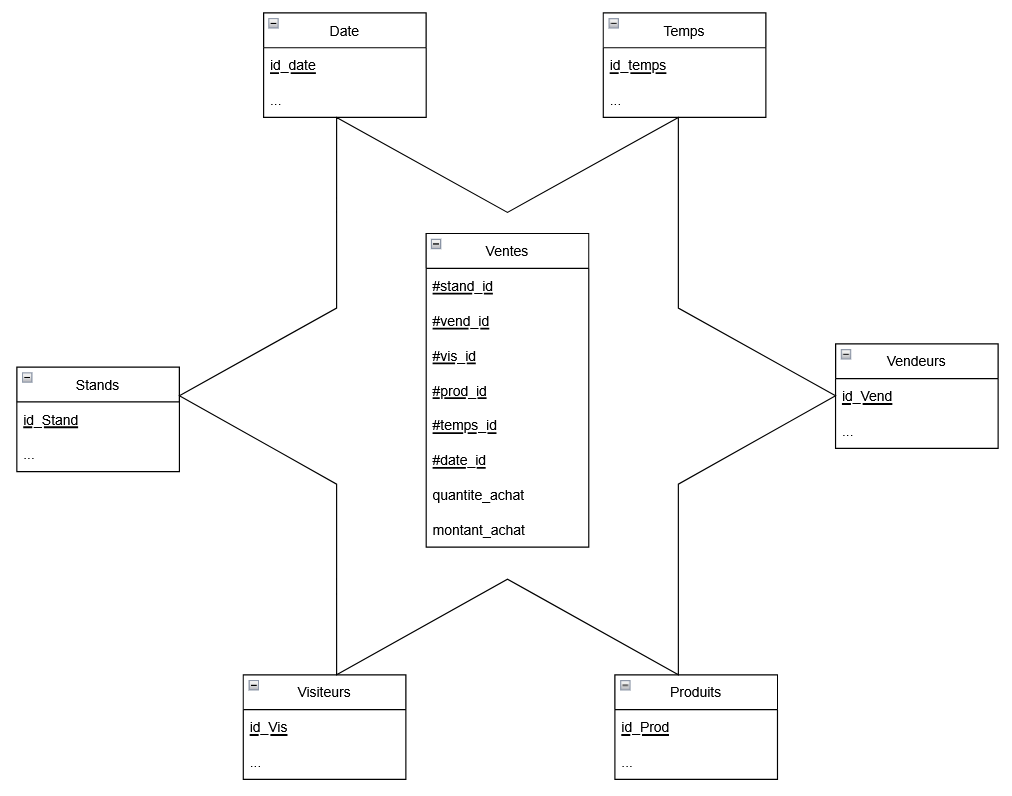 Date
id_date
...
Temps
id_temps
...
Ventes
#stand_id
#vend_id
#vis_id
#prod_id
#temps_id
#date_id
quantite_achat
montant_achat
Stands
id_Stand
...
Vendeurs
id_Vend
...
Visiteurs
id_Vis
...
Produits
id_Prod
...